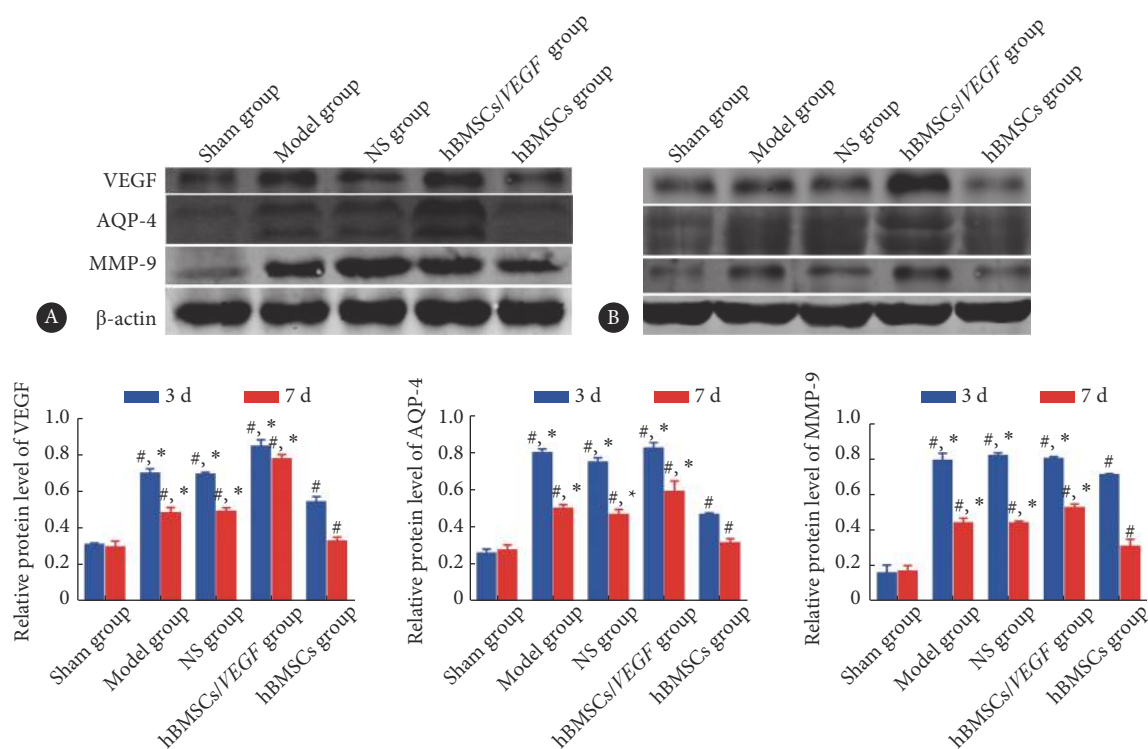 Sham group
Model group
NS group
hBMSCs/VEGF group
hBMSCs group
Sham group
Model group
NS group
hBMSCs/VEGF group
hBMSCs group
VEGF
AQP-4
MMP-9
β-actin
A
B
Relative protein level of VEGF
3 d
7 d
1.0
0.8
0.6
0.4
0.2
0
#, *
#, *
#, *
#, *
#, *
#, *
#
#
Sham group
Model group
NS group
hBMSCs/VEGF group
hBMSCs group
Relative protein level of AQP-4
3 d
7 d
1.0
0.8
0.6
0.4
0.2
0
#, *
#, *
#, *
#, *
#, *
#, *
#
#
Sham group
Model group
NS group
hBMSCs/VEGF group
hBMSCs group
Relative protein level of MMP-9
3 d
7 d
1.0
0.8
0.6
0.4
0.2
0
#, *
#, *
#, *
#, *
#, *
#, *
#
#
Sham group
Model group
NS group
hBMSCs/VEGF group
hBMSCs group